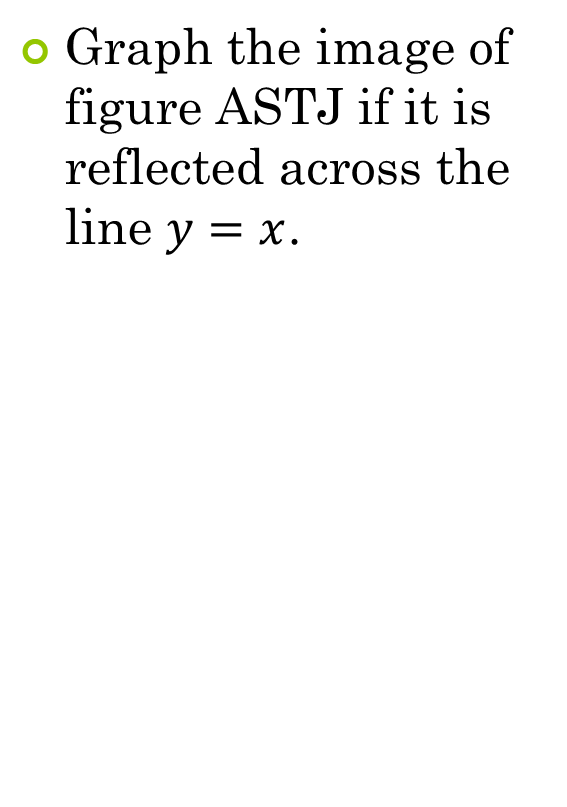 Graph the image of
figure ASTJ if it is
reflected across the
line y = x.